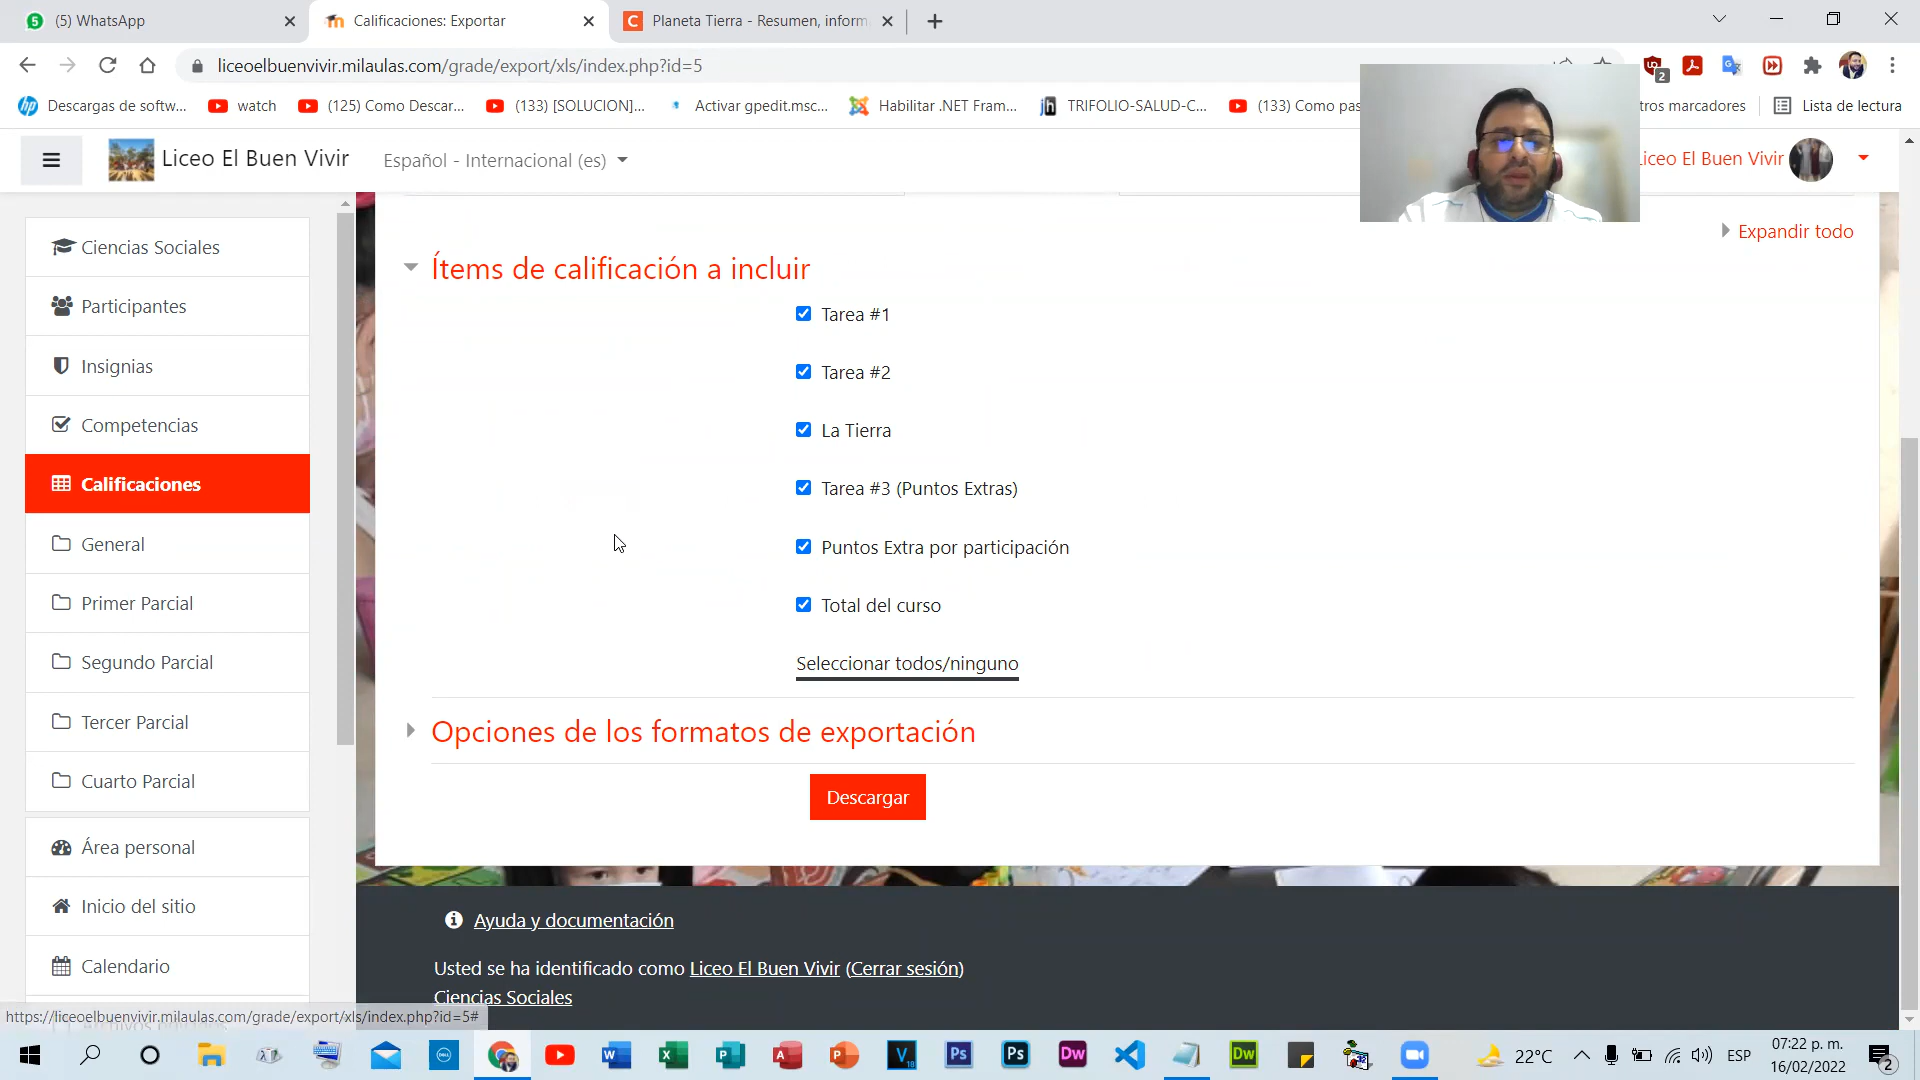 (5) WhatsApp
Calificaciones: Exportar
Planeta Tierra - Resumen, inform
liceoelbuenvivir.milaulas.com/grade/export/xls/index.php?id=5
2
Descargas de softw...
watch
(125) Como Descar...
(133) [SOLUCION]...
Activar gpedit.msc...
Habilitar .NET Fram...
TRIFOLIO-SALUD-C...
(133) Como pas
tros marcadores
Lista de lectura
Liceo El Buen Vivir
Español - Internacional (es)
Liceo El Buen Vivir
Expandir todo
Ciencias Sociales
Participantes
Insignias
Competencias
Calificaciones
General
Primer Parcial
Segundo Parcial
Tercer Parcial
Cuarto Parcial
Área personal
Inicio del sitio
Calendario
Ítems de calificación a incluir
Tarea #1
Tarea #2
La Tierra
Tarea #3 (Puntos Extras)
Puntos Extra por participación
Total del curso
Seleccionar todos/ninguno
Opciones de los formatos de exportación
Descargar
Ayuda y documentación
Usted se ha identificado como Liceo El Buen Vivir (Cerrar sesión)
Ciencias Sociales
https://liceoelbuenvivir.milaulas.com/grade/export/xls/index.php?id=5#
22°C
ESP
07:22 p. m.
16/02/2022
2